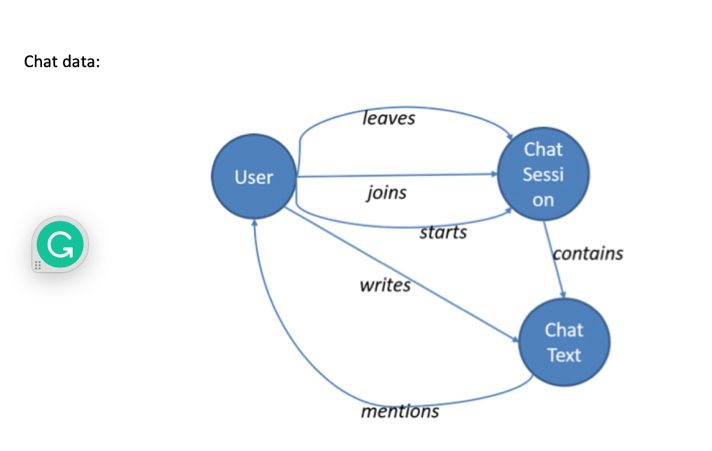 Chat data:
leaves
User
Chat
Sessi
on
joins
starts
contains
writes
Chat
Text
mentions
G